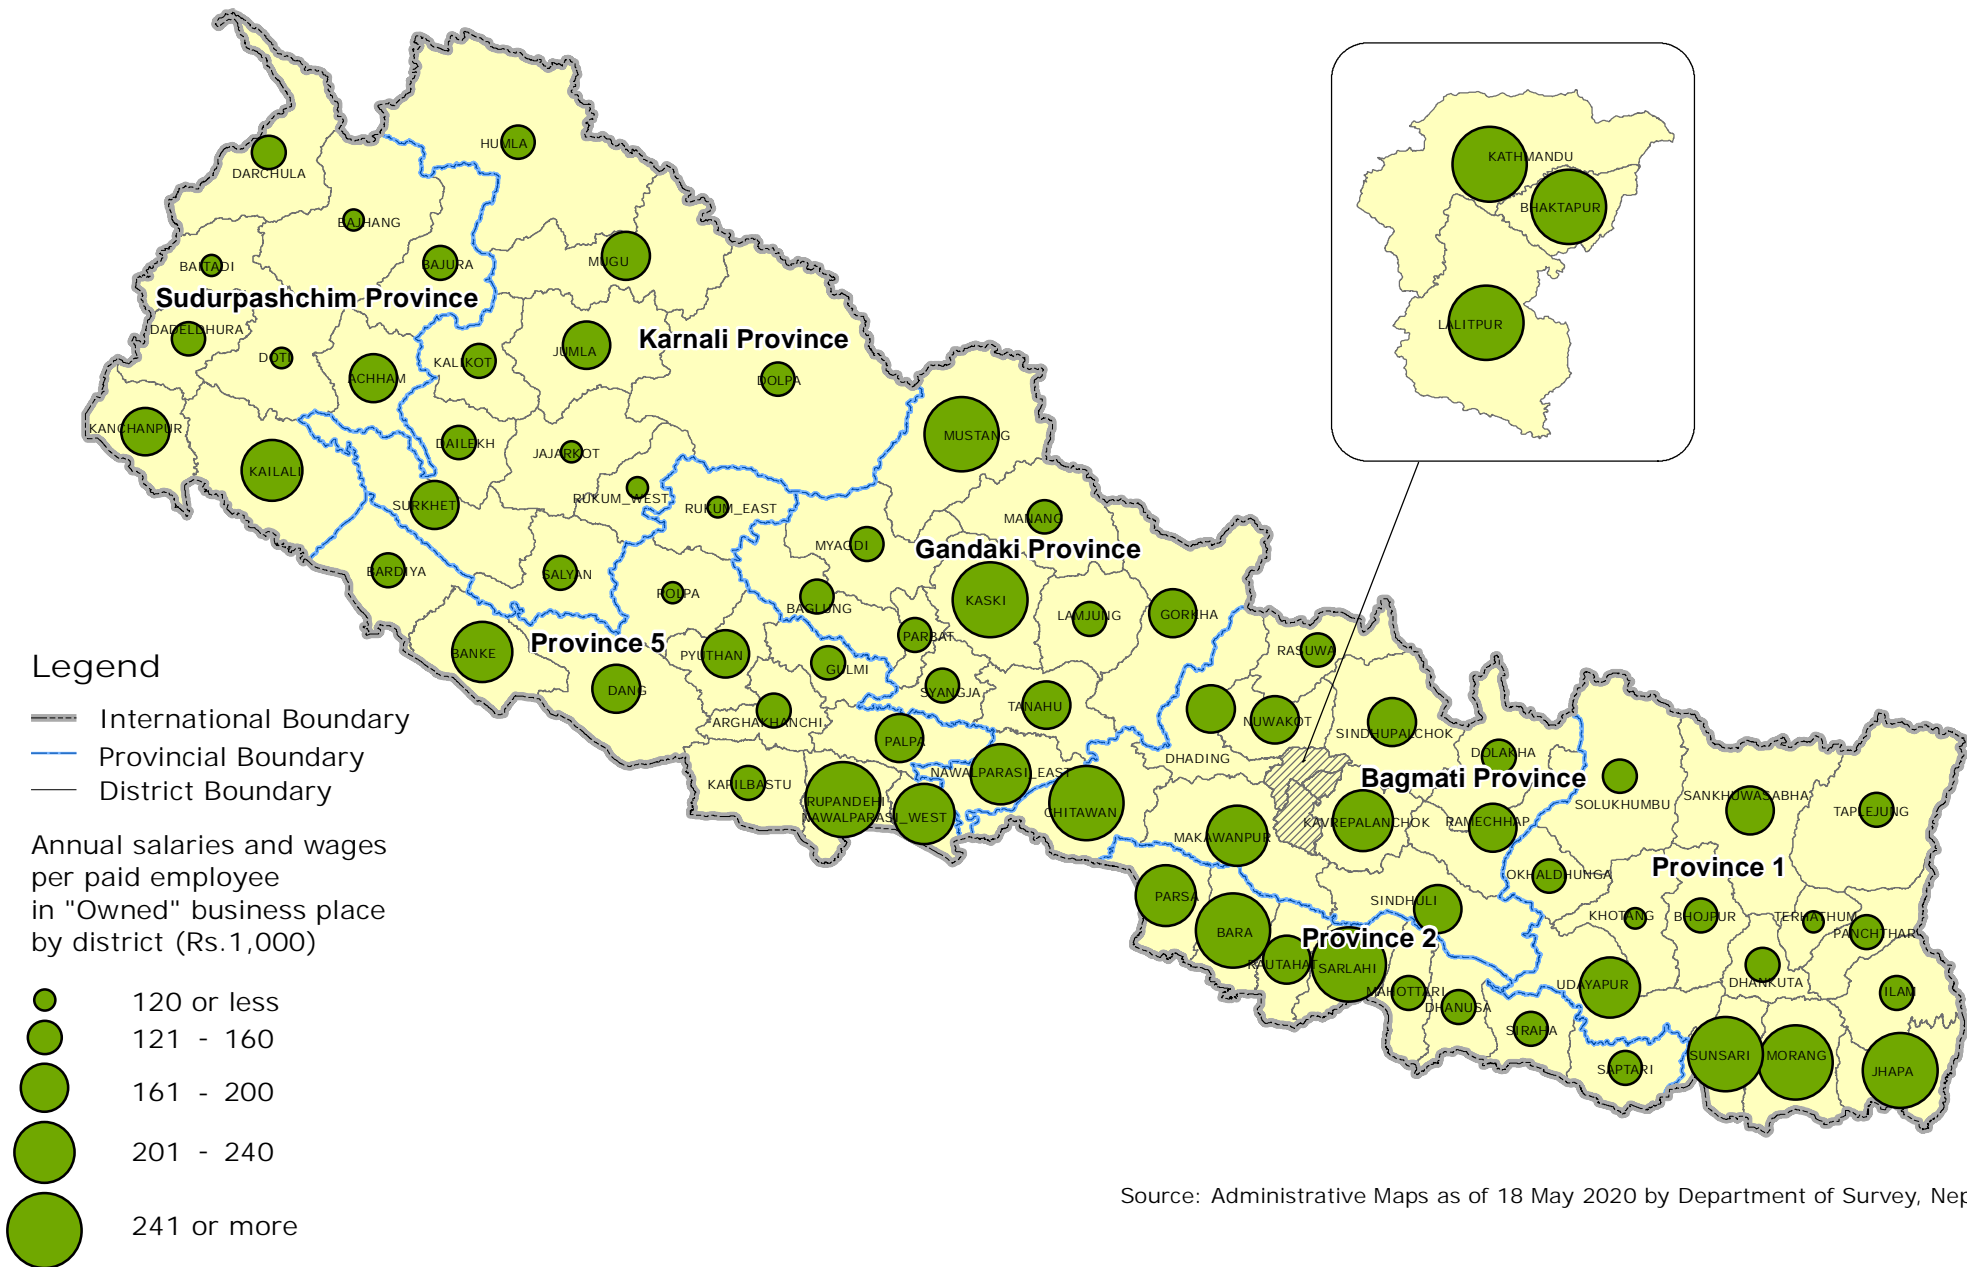 HUMLA
DARCHULA
KATHMANDU
BHAKTAPUR
BAJHANG
MUGU
BAITADI
BAJURA
Sudurpashchim Province
LALITPUR
DADELDHURA
Karnali Province
DOTI
KALIKOT
JUMLA
ACHHAM
DOLPA
KANCHANPUR
MUSTANG
DAILEKH
JAJARKOT
KAILALI
RUKUM_WEST
SURKHET
RUKUM_EAST
MANANG
MYAGDI
Gandaki Province
BARDIYA
SALYAN
ROLPA
KASKI
BAGLUNG
LAMJUNG
GORKHA
PARBAT
Province 5
BANKE
PYUTHAN
RASUWA
GULMI
DANG
SYANGJA
TANAHU
ARGHAKHANCHI
NUWAKOT
SINDHUPALCHOK
PALPA
DOLAKHA
DHADING
NAWALPARASI_EAST
Bagmati Province
KAPILBASTU
RUPANDEHI
NAWALPARASI_WEST
CHITAWAN
SOLUKHUMBU
SANKHUWASABHA
TAPLEJUNG
KAVREPALANCHOK
RAMECHHAP
MAKAWANPUR
Province 1
OKHALDHUNGA
PARSA
SINDHULI
KHOTANG
BHOJPUR
TERHATHUM
PANCHTHAR
BARA
Province 2
RAUTAHAT
SARLAHI
UDAYAPUR
DHANKUTA
MAHOTTARI
ILAM
DHANUSA
SIRAHA
SUNSARI
MORANG
SAPTARI
JHAPA
Legend
International Boundary
Provincial Boundary
District Boundary
Annual salaries and wages
per paid employee
in "Owned" business place
by district (Rs.1,000)
120 or less
121 - 160
161 - 200
201 - 240
241 or more
Source: Administrative Maps as of 18 May 2020 by Department of Survey, Nep